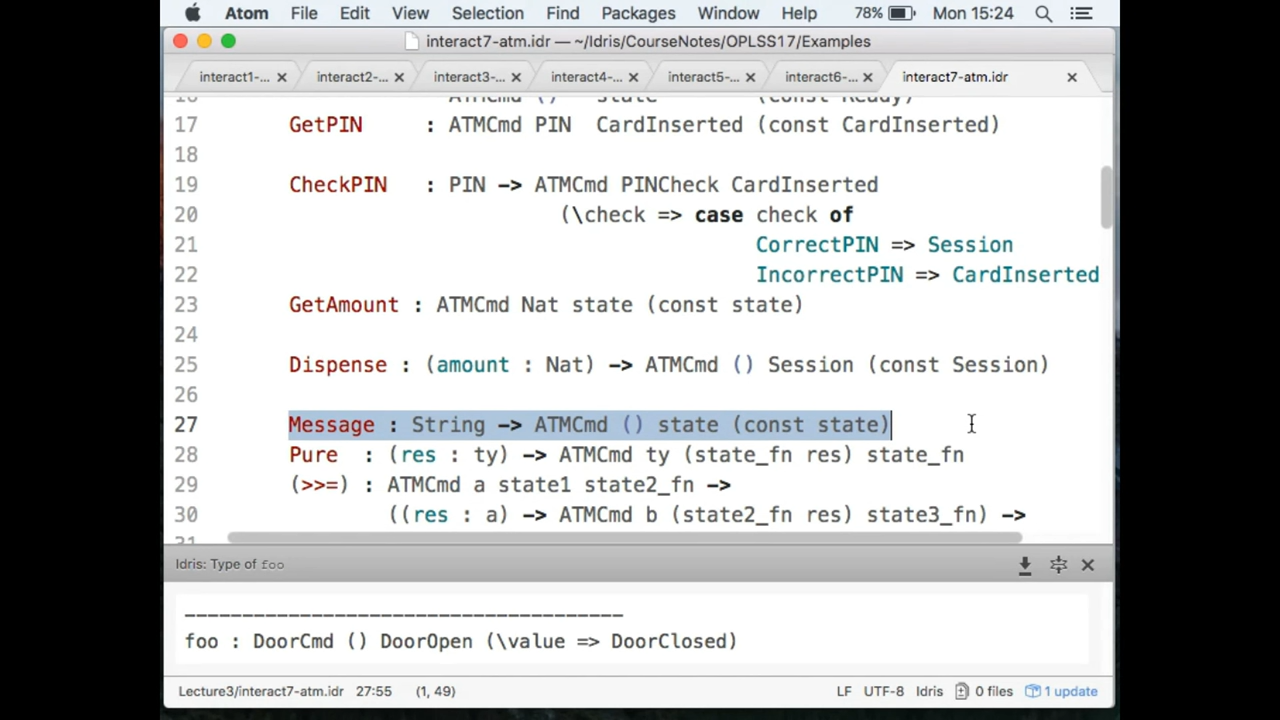 Atom File Edit View Selection Find Packages Window Help 78% Mon 15:24
interact7-atm.idr — ~/Idris/CourseNotes/OPLSS17/Examples
interact1-... interact2-... interact3-... interact4-... interact5-... interact6-... interact7-atm.idr
16 ATMCmd () state (const Ready)
17 GetPIN : ATMCmd PIN CardInserted (const CardInserted)
18
19 CheckPIN : PIN -> ATMCmd PINCheck CardInserted
20 (\check => case check of
21 CorrectPIN => Session
22 IncorrectPIN => CardInserted
23 GetAmount : ATMCmd Nat state (const state)
24
25 Dispense : (amount : Nat) -> ATMCmd () Session (const Session)
26
27 Message : String -> ATMCmd () state (const state)
28 Pure : (res : ty) -> ATMCmd ty (state_fn res) state_fn
29 (>>=) : ATMCmd a state1 state2_fn ->
30 ((res : a) -> ATMCmd b (state2_fn res) state3_fn) ->
31
Idris: Type of foo
------------------------------------
foo : DoorCmd () DoorOpen (\value => DoorClosed)
Lecture3/interact7-atm.idr 27:55 (1, 49) LF UTF-8 Idris 0 files 1 update